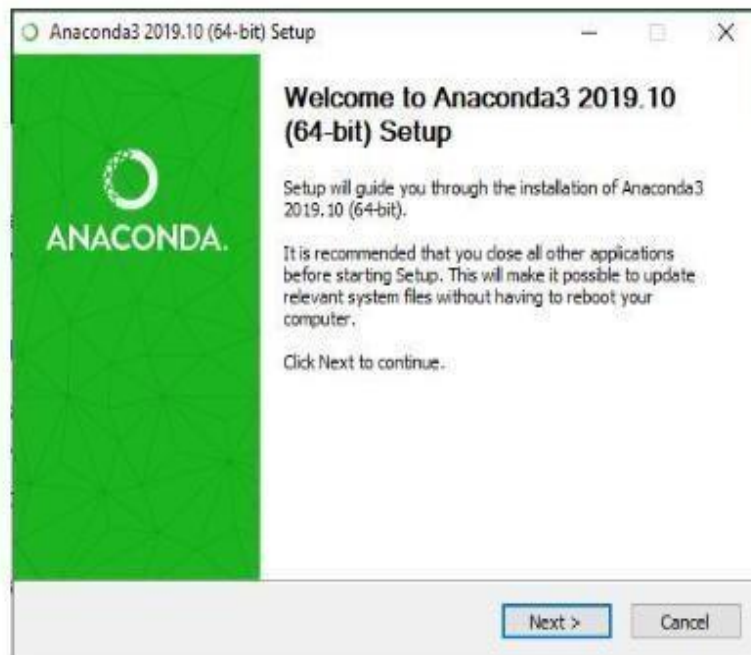 Anaconda3 2019.10 (64-bit) Setup
ANACONDA.
Welcome to Anaconda3 2019.10
(64-bit) Setup
Setup will guide you through the installation of Anaconda3
2019.10 (64-bit).
It is recommended that you close all other applications
before starting Setup. This will make it possible to update
relevant system files without having to reboot your
computer.
Click Next to continue.
Next >
Cancel